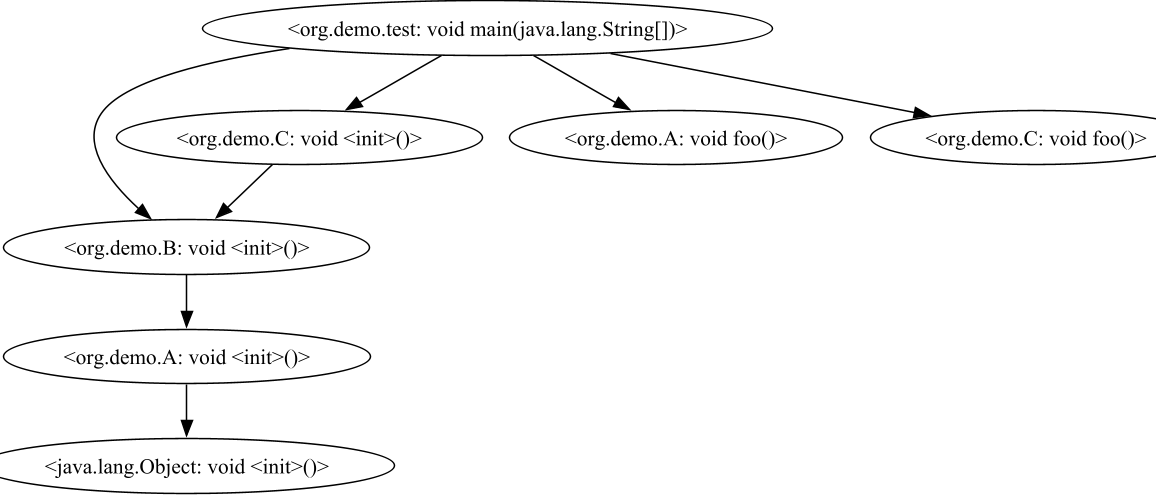 <org.demo.test: void main(java.lang.String[])>
<org.demo.C: void <init>()>
<org.demo.A: void foo()>
<org.demo.C: void foo()>
<org.demo.B: void <init>()>
<org.demo.A: void <init>()>
<java.lang.Object: void <init>()>